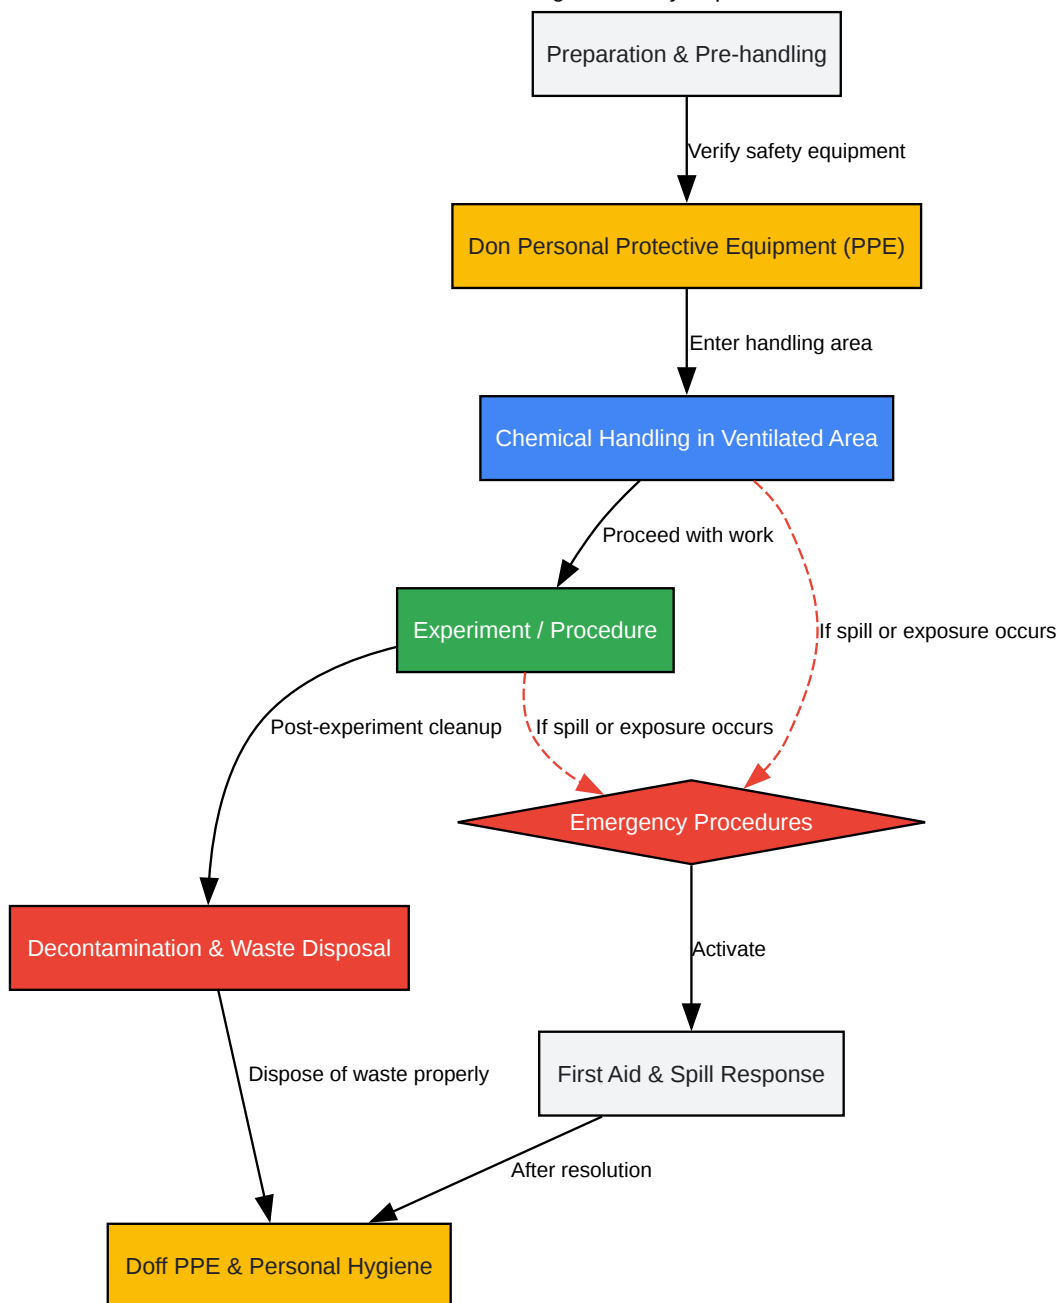 Preparation & Pre-handling
Verify safety equipment
Don Personal Protective Equipment (PPE)
Enter handling area
Chemical Handling in Ventilated Area
Proceed with work
Experiment / Procedure
If spill or exposure occurs
Post-experiment cleanup
If spill or exposure occurs
Emergency Procedures
Decontamination & Waste Disposal
Activate
Dispose of waste properly
First Aid & Spill Response
After resolution
Doff PPE & Personal Hygiene